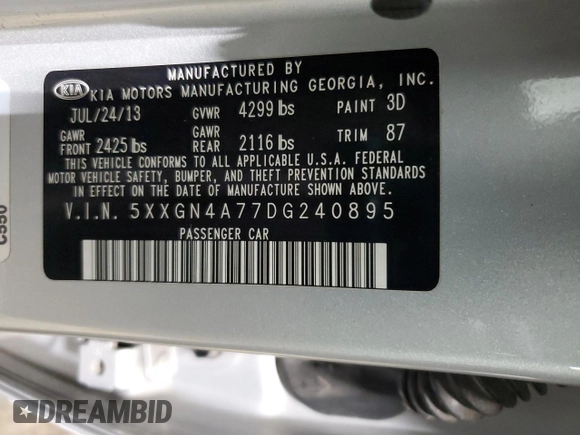 MANUFACTURED BY
KIA KIA MOTORS MANUFACTURING GEORGIA, INC.
JUL/24/13 GVWR 4299 lbs PAINT 3D
GAWR FRONT 2425 lbs GAWR REAR 2116 lbs TRIM 87
THIS VEHICLE CONFORMS TO ALL APPLICABLE U.S.A. FEDERAL
MOTOR VEHICLE SAFETY, BUMPER, AND THEFT PREVENTION STANDARDS
IN EFFECT ON THE DATE OF MANUFACTURE SHOWN ABOVE.
V.I.N. 5XXGN4A77DG240895
PASSENGER CAR
C550
DREAMBID